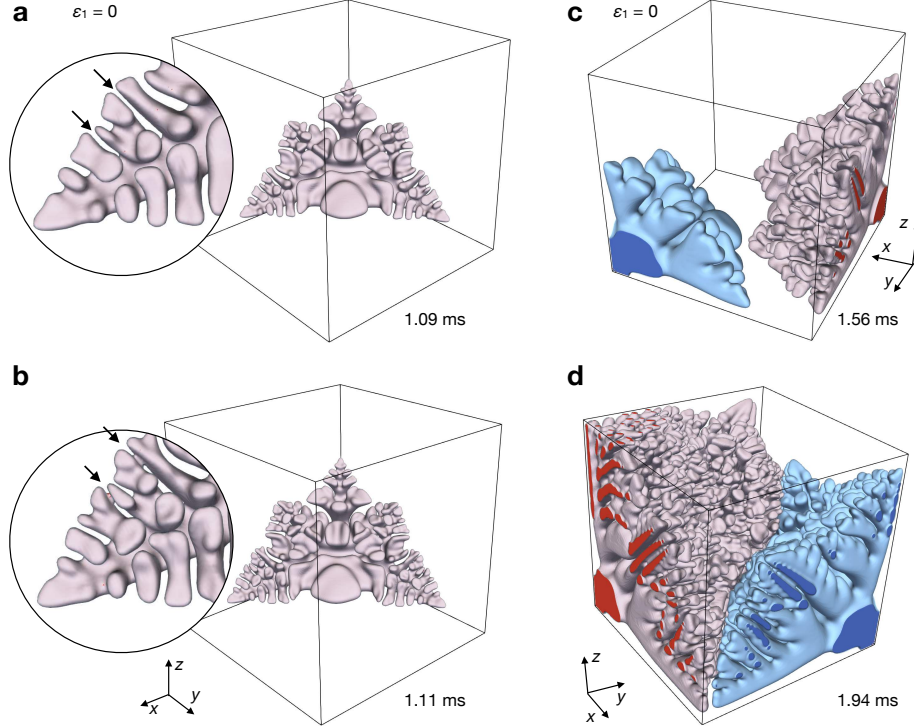 a
ε₁ = 0
1.09 ms
b
z
x
y
1.11 ms
c
ε₁ = 0
z
x
y
1.56 ms
d
z
y
x
1.94 ms